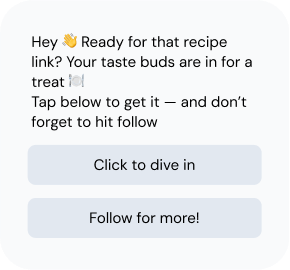 Hey 👋 Ready for that recipe
link? Your taste buds are in for a
treat 🍽️
Tap below to get it — and don’t
forget to hit follow
Click to dive in
Follow for more!